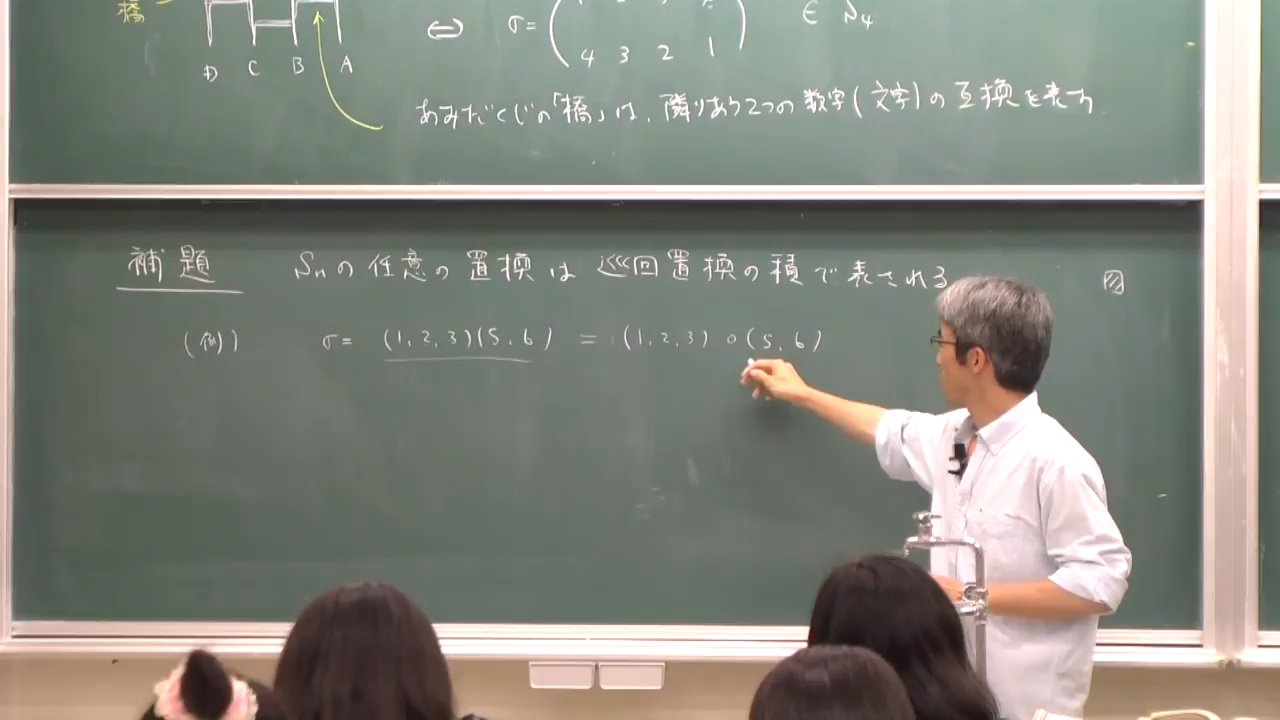 橋
D C B A
⇔ σ= ( 4 3 2 1 ) ∈ S4
あみだくじの「橋」は、隣りあう2つの数字(文字)の互換を表す
補題 Snの任意の置換は巡回置換の積で表される
(例) σ= (1,2,3)(5,6) = (1,2,3)∘(5,6)